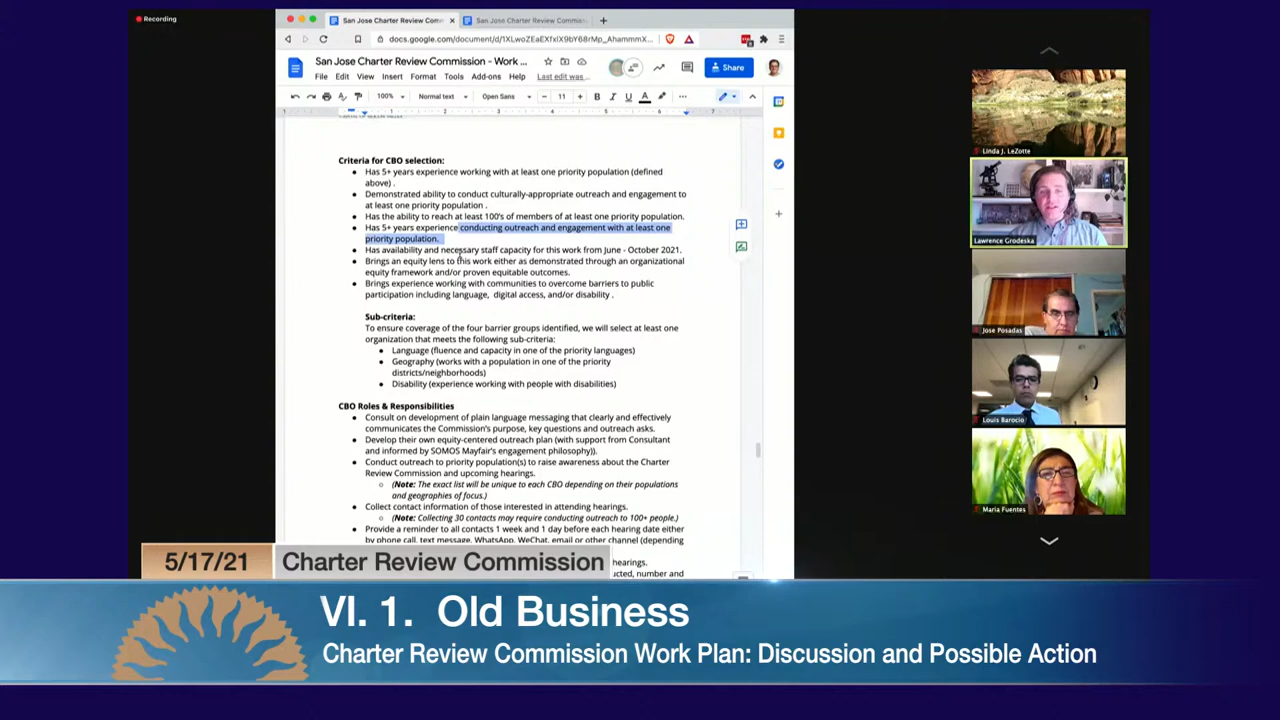 Recording
San Jose Charter Review Com
San Jose Charter Review Commis
docs.google.com/document/d/1XLwoZEaEXfxIX9bY68rMp_AhammmX...
San Jose Charter Review Commission - Work ...
File Edit View Insert Format Tools Add-ons Help Last edit was ...
Share
100% Normal text Open Sans 11 B I U A
1 1 2 3 4 5 6 7
Criteria for CBO selection:
Has 5+ years experience working with at least one priority population (defined
above) .
Demonstrated ability to conduct culturally-appropriate outreach and engagement to
at least one priority population .
Has the ability to reach at least 100's of members of at least one priority population.
Has 5+ years experience conducting outreach and engagement with at least one
priority population.
Has availability and necessary staff capacity for this work from June - October 2021.
Brings an equity lens to this work either as demonstrated through an organizational
equity framework and/or proven equitable outcomes.
Brings experience working with communities to overcome barriers to public
participation including language, digital access, and/or disability .
Sub-criteria:
To ensure coverage of the four barrier groups identified, we will select at least one
organization that meets the following sub-criteria:
Language (fluence and capacity in one of the priority languages)
Geography (works with a population in one of the priority
districts/neighborhoods)
Disability (experience working with people with disabilities)
CBO Roles & Responsibilities
Consult on development of plain language messaging that clearly and effectively
communicates the Commission's purpose, key questions and outreach asks.
Develop their own equity-centered outreach plan (with support from Consultant
and informed by SOMOS Mayfair's engagement philosophy)).
Conduct outreach to priority population(s) to raise awareness about the Charter
Review Commission and upcoming hearings.
(Note: The exact list will be unique to each CBO depending on their populations
and geographies of focus.)
Collect contact information of those interested in attending hearings.
(Note: Collecting 30 contacts may require conducting outreach to 100+ people.)
Provide a reminder to all contacts 1 week and 1 day before each hearing date either
by phone call, text message, WhatsApp, WeChat, email or other channel (depending
hearings.
ucted, number and
Linda J. LeZotte
Lawrence Grodeska
Jose Posadas
Louis Barocio
Maria Fuentes
5/17/21 Charter Review Commission
VI. 1. Old Business
Charter Review Commission Work Plan: Discussion and Possible Action